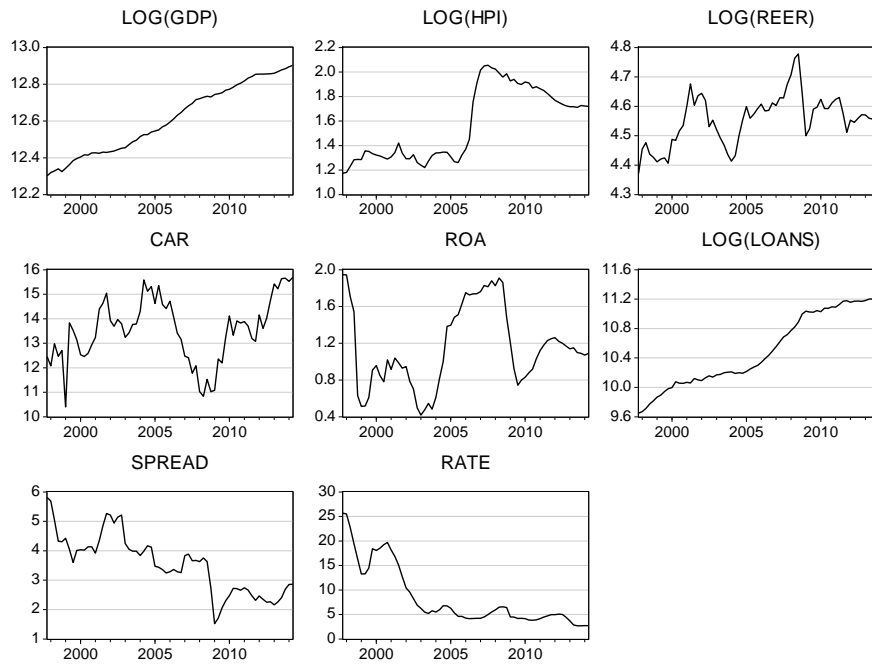 LOG(GDP) LOG(HPI) LOG(REER)
13.0 2.2 4.8
2.0
12.8 1.8 4.7
1.6 4.6
12.6
1.4 4.5
12.4
1.2 4.4
12.2 1.0 4.3
2000 2005 2010 2000 2005 2010 2000 2005 2010
CAR ROA LOG(LOANS)
16 2.0 11.6
15
1.6 11.2
14
13 1.2 10.8
12
0.8 10.4
10.0
11
10 0.4 9.6
2000 2005 2010 2000 2005 2010 2000 2005 2010
SPREAD RATE
6 30
5 25
4 20
15
3
10
2
5
1 0
2000 2005 2010 2000 2005 2010